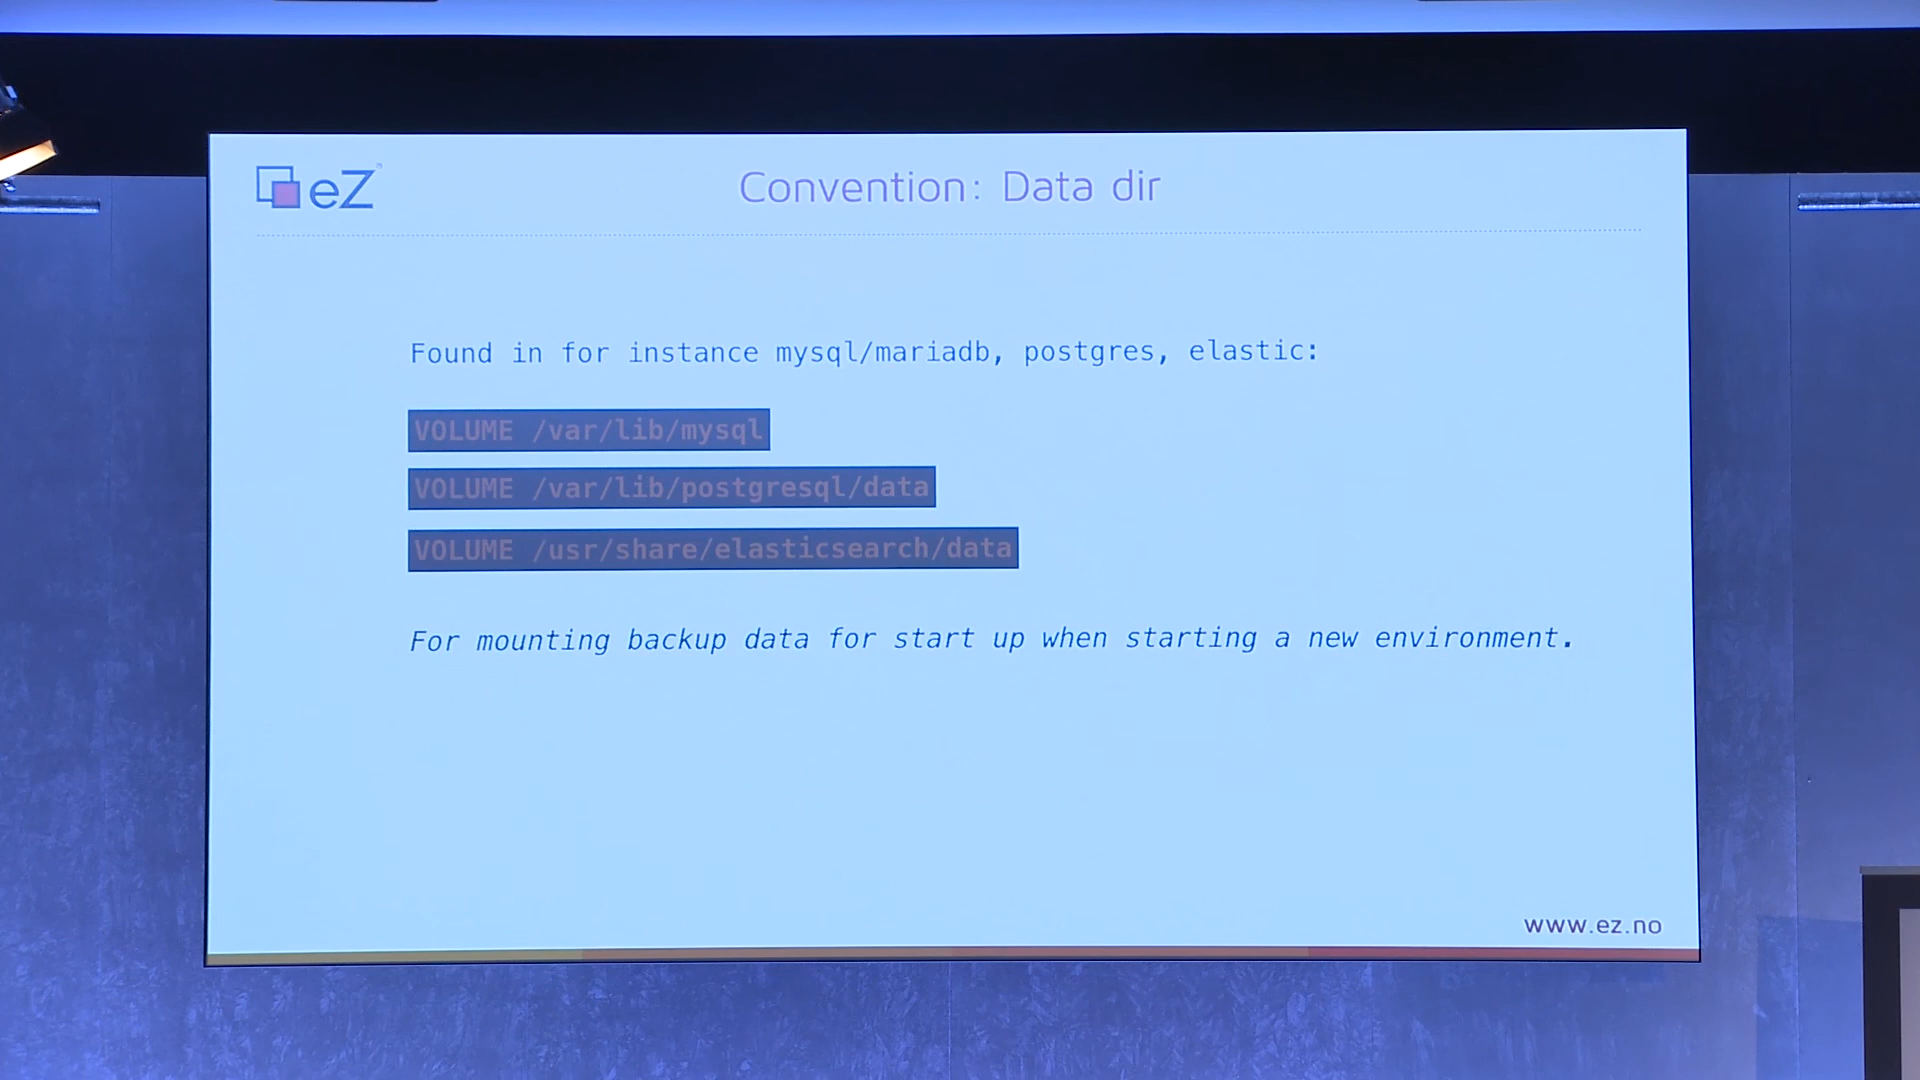 eZ
Convention: Data dir
Found in for instance mysql/mariadb, postgres, elastic:
VOLUME /var/lib/mysql
VOLUME /var/lib/postgresql/data
VOLUME /usr/share/elasticsearch/data
For mounting backup data for start up when starting a new environment.
www.ez.no